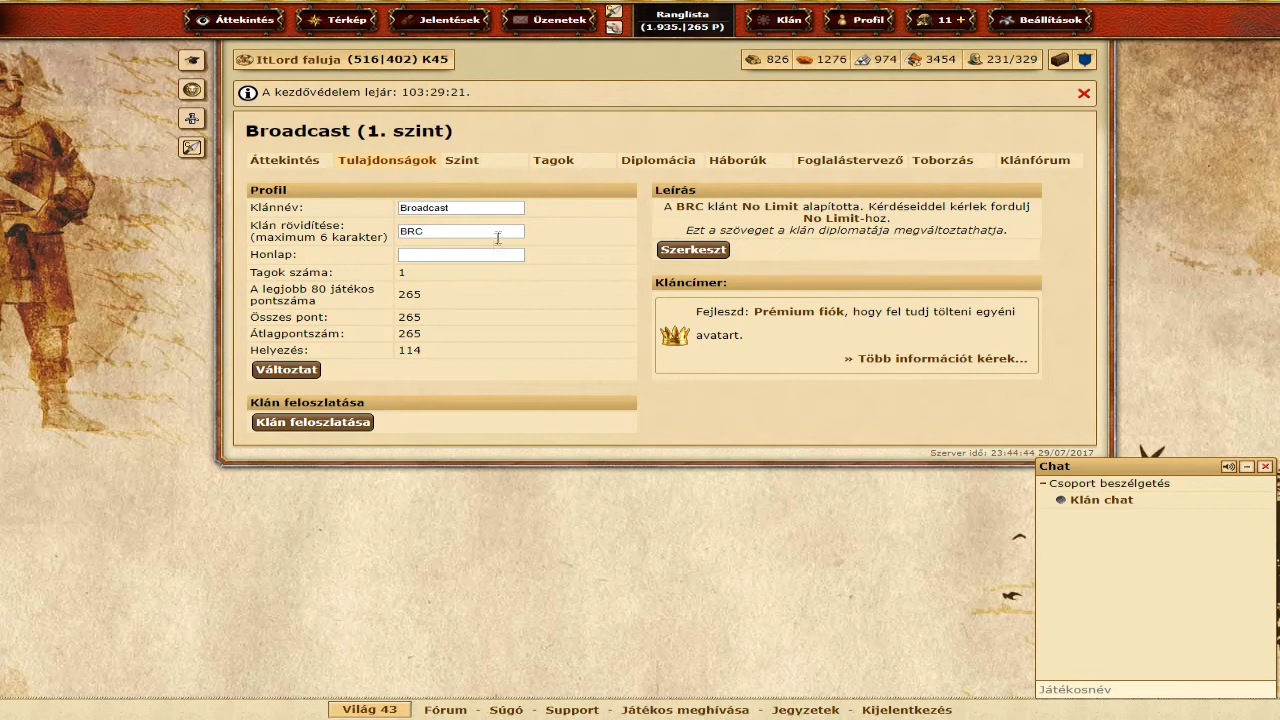 Áttekintés Térkép Jelentések Üzenetek Ranglista Klán Profil 11 + Beállítások
(1.935.|265 P)
ItLord faluja (516|402) K45 826 1276 974 3454 231/329
A kezdővédelem lejár: 103:29:21.
Broadcast (1. szint)
Áttekintés Tulajdonságok Szint Tagok Diplomácia Háborúk Foglalástervező Toborzás Klánfórum
Profil
Klánnév: Broadcast
Klán rövidítése:
(maximum 6 karakter) BRC
Honlap:
Tagok száma: 1
A legjobb 80 játékos
pontszáma 265
Összes pont: 265
Átlagpontszám: 265
Helyezés: 114
Változtat
Klán feloszlatása
Klán feloszlatása
Leírás
A BRC klánt No Limit alapította. Kérdéseiddel kérlek fordulj
No Limit-hoz.
Ezt a szöveget a klán diplomatája megváltoztathatja.
Szerkeszt
Kláncímer:
Fejleszd: Prémium fiók, hogy fel tudj tölteni egyéni
avatart.
» Több információt kérek...
Szerver idő: 23:44:44 29/07/2017
Chat
Csoport beszélgetés
Klán chat
Játékosnév
Világ 43 Fórum - Súgó - Support - Játékos meghívása - Jegyzetek - Kijelentkezés